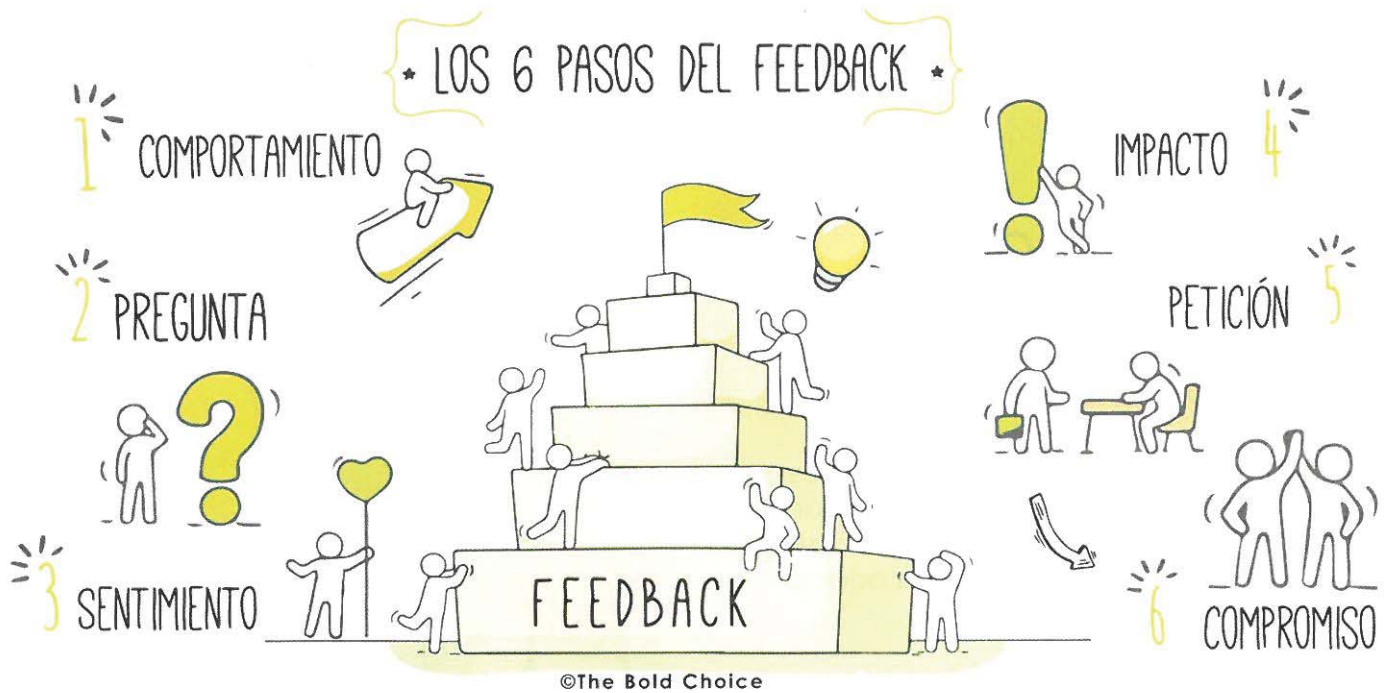 * LOS 6 PASOS DEL FEEDBACK *
1 COMPORTAMIENTO
2 PREGUNTA
3 SENTIMIENTO
IMPACTO 4
PETICIÓN 5
6 COMPROMISO
FEEDBACK
©The Bold Choice